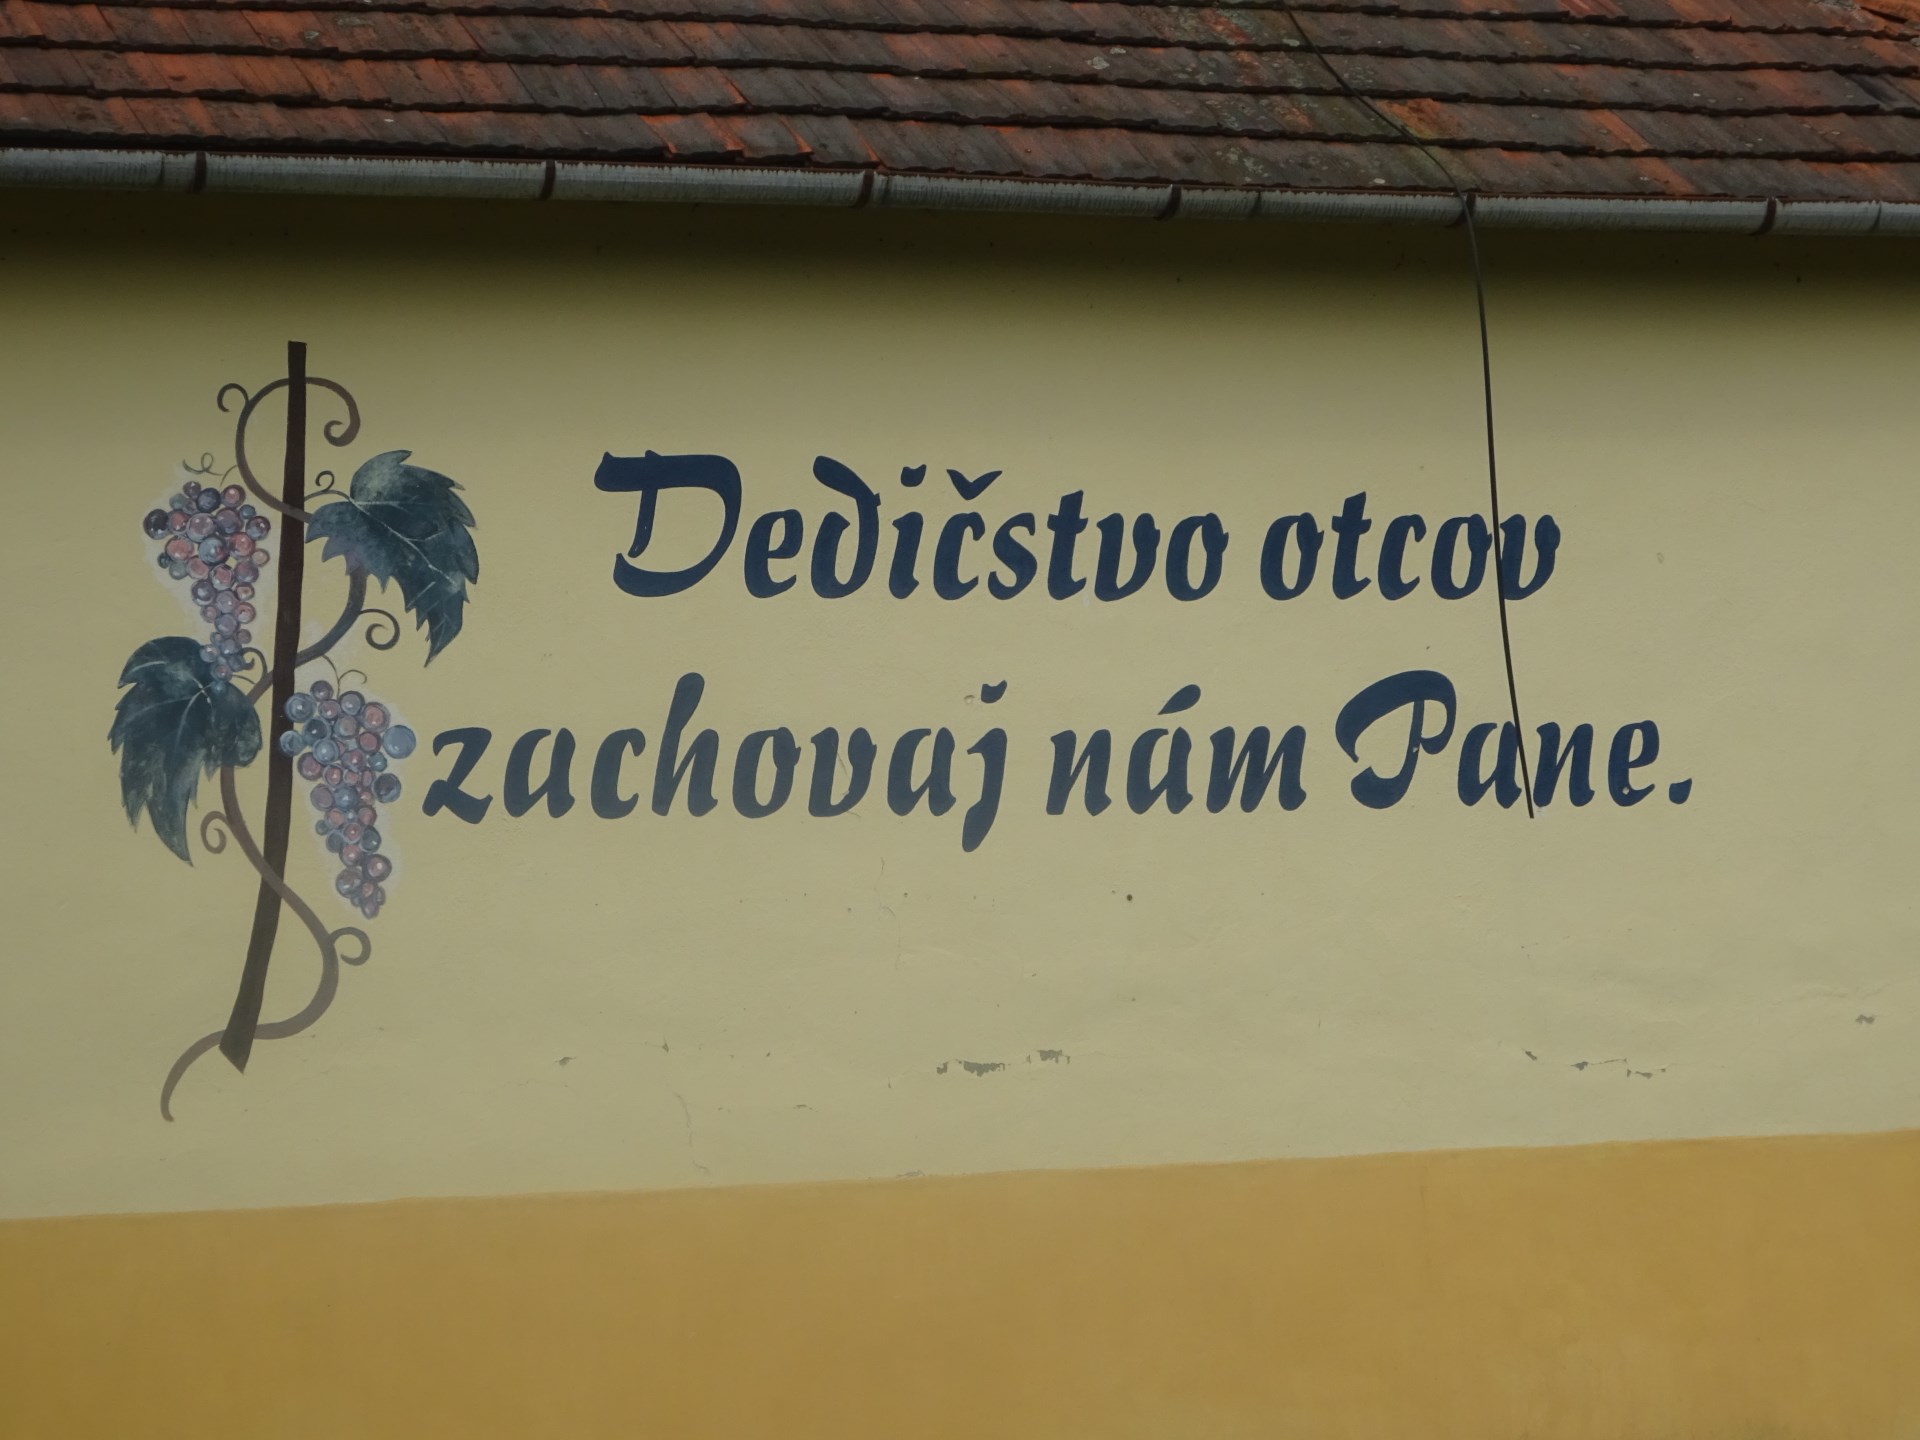 Dedičstvo otcov
zachovaj nám Pane.